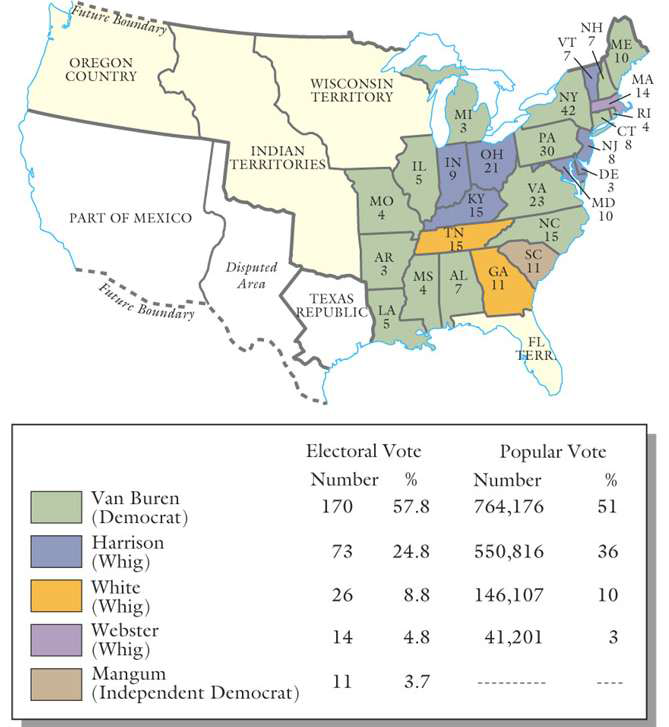 Future Boundary
OREGON
COUNTRY
WISCONSIN
TERRITORY
INDIAN
TERRITORIES
PART OF MEXICO
Disputed
Area
Future Boundary
TEXAS
REPUBLIC
FL
TERR.
NH
7
VT
7
ME
10
MA
14
NY
42
RI
4
CT
8
NJ
8
PA
30
DE
3
MD
10
MI
3
OH
21
IN
9
IL
5
VA
23
KY
15
MO
4
NC
15
TN
15
SC
11
AR
3
GA
11
MS
4
AL
7
LA
5
Electoral Vote Popular Vote
Number % Number %
Van Buren
(Democrat) 170 57.8 764,176 51
Harrison
(Whig) 73 24.8 550,816 36
White
(Whig) 26 8.8 146,107 10
Webster
(Whig) 14 4.8 41,201 3
Mangum
(Independent Democrat) 11 3.7 ---------- ----